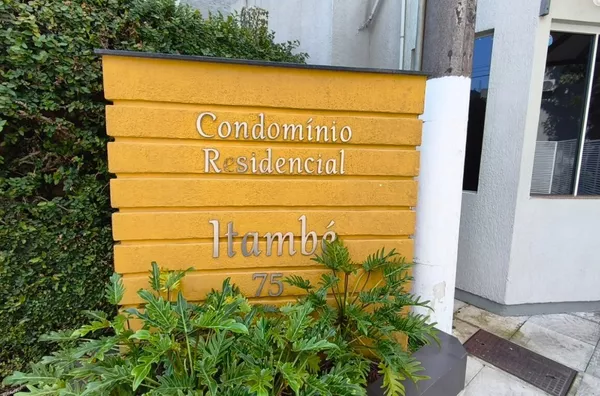 Condomínio
Residencial
Itambé
75